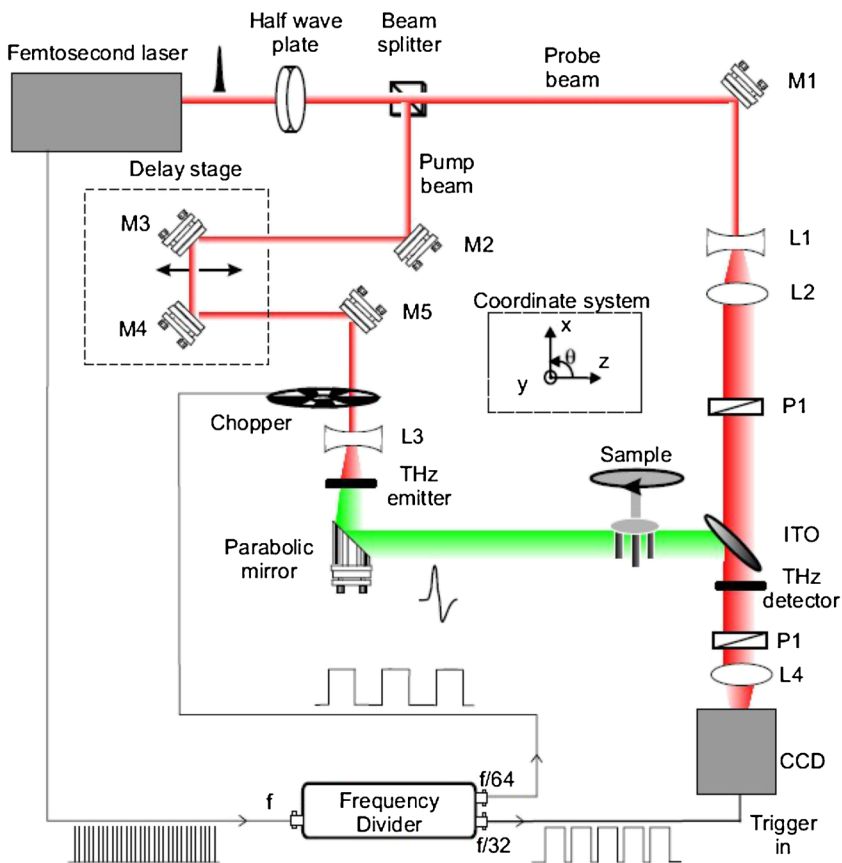 Half wave
plate
Beam
splitter
Femtosecond laser
Probe
beam
M1
Delay stage
Pump
beam
M3
M2
L1
L2
M4
M5
Coordinate system
x
θ
z
y
P1
Chopper
L3
THz
emitter
Sample
Parabolic
mirror
ITO
THz
detector
P1
L4
CCD
f/64
f
Frequency
Divider
f/32
Trigger
in